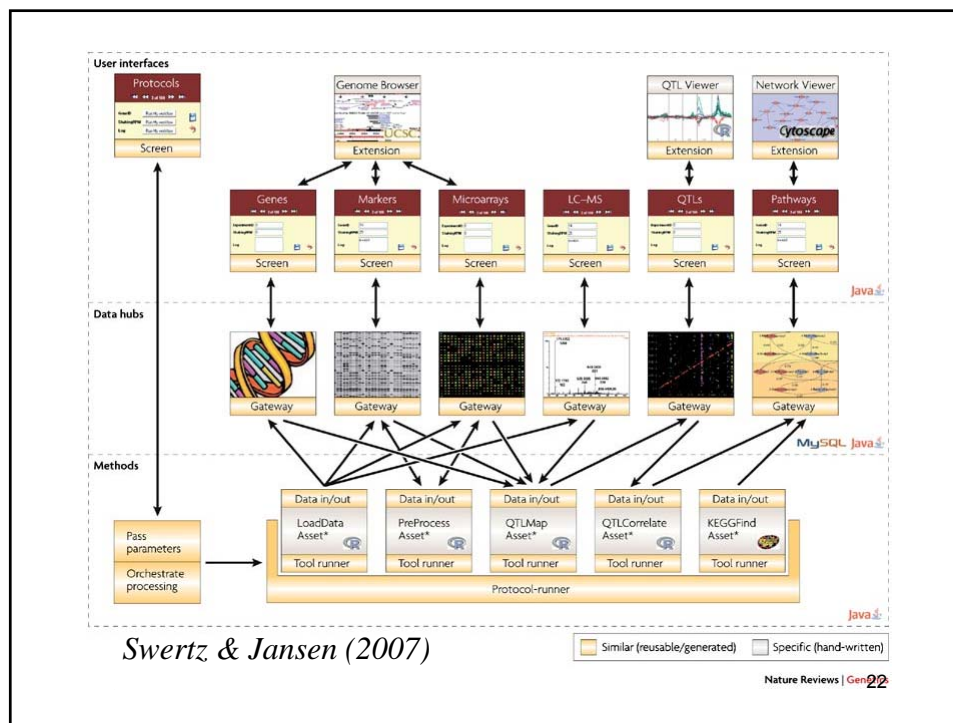 User interfaces
Protocols
Screen
Genome Browser
UCSC
Extension
QTL Viewer
R
Extension
Network Viewer
Cytoscape
Extension
Genes
Screen
Markers
Screen
Microarrays
Screen
LC–MS
Screen
QTLs
Screen
Pathways
Screen
Java
Data hubs
Gateway
Gateway
Gateway
Gateway
Gateway
Gateway
MySQL Java
Methods
Pass
parameters
Orchestrate
processing
Data in/out
LoadData
Asset*
R
Tool runner
Data in/out
PreProcess
Asset*
R
Tool runner
Data in/out
QTLMap
Asset*
R
Tool runner
Data in/out
QTLCorrelate
Asset*
R
Tool runner
Data in/out
KEGGFind
Asset*
Tool runner
Protocol-runner
Java
Swertz & Jansen (2007)
Similar (reusable/generated)
Specific (hand-written)
Nature Reviews | Genetics
22